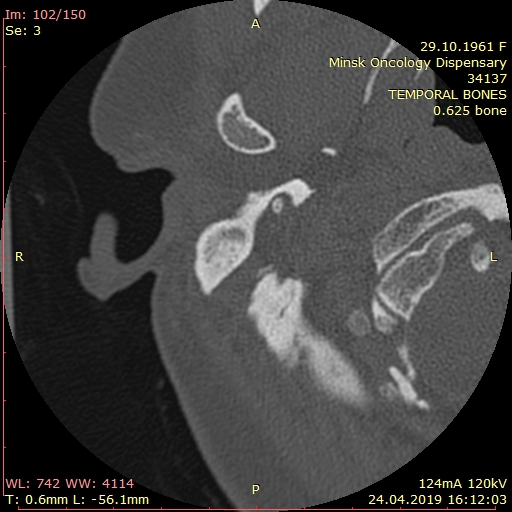 Im: 102/150
Se: 3
A
29.10.1961 F
Minsk Oncology Dispensary
34137
TEMPORAL BONES
0.625 bone
R
L
WL: 742 WW: 4114
T: 0.6mm L: -56.1mm
P
124mA 120kV
24.04.2019 16:12:03